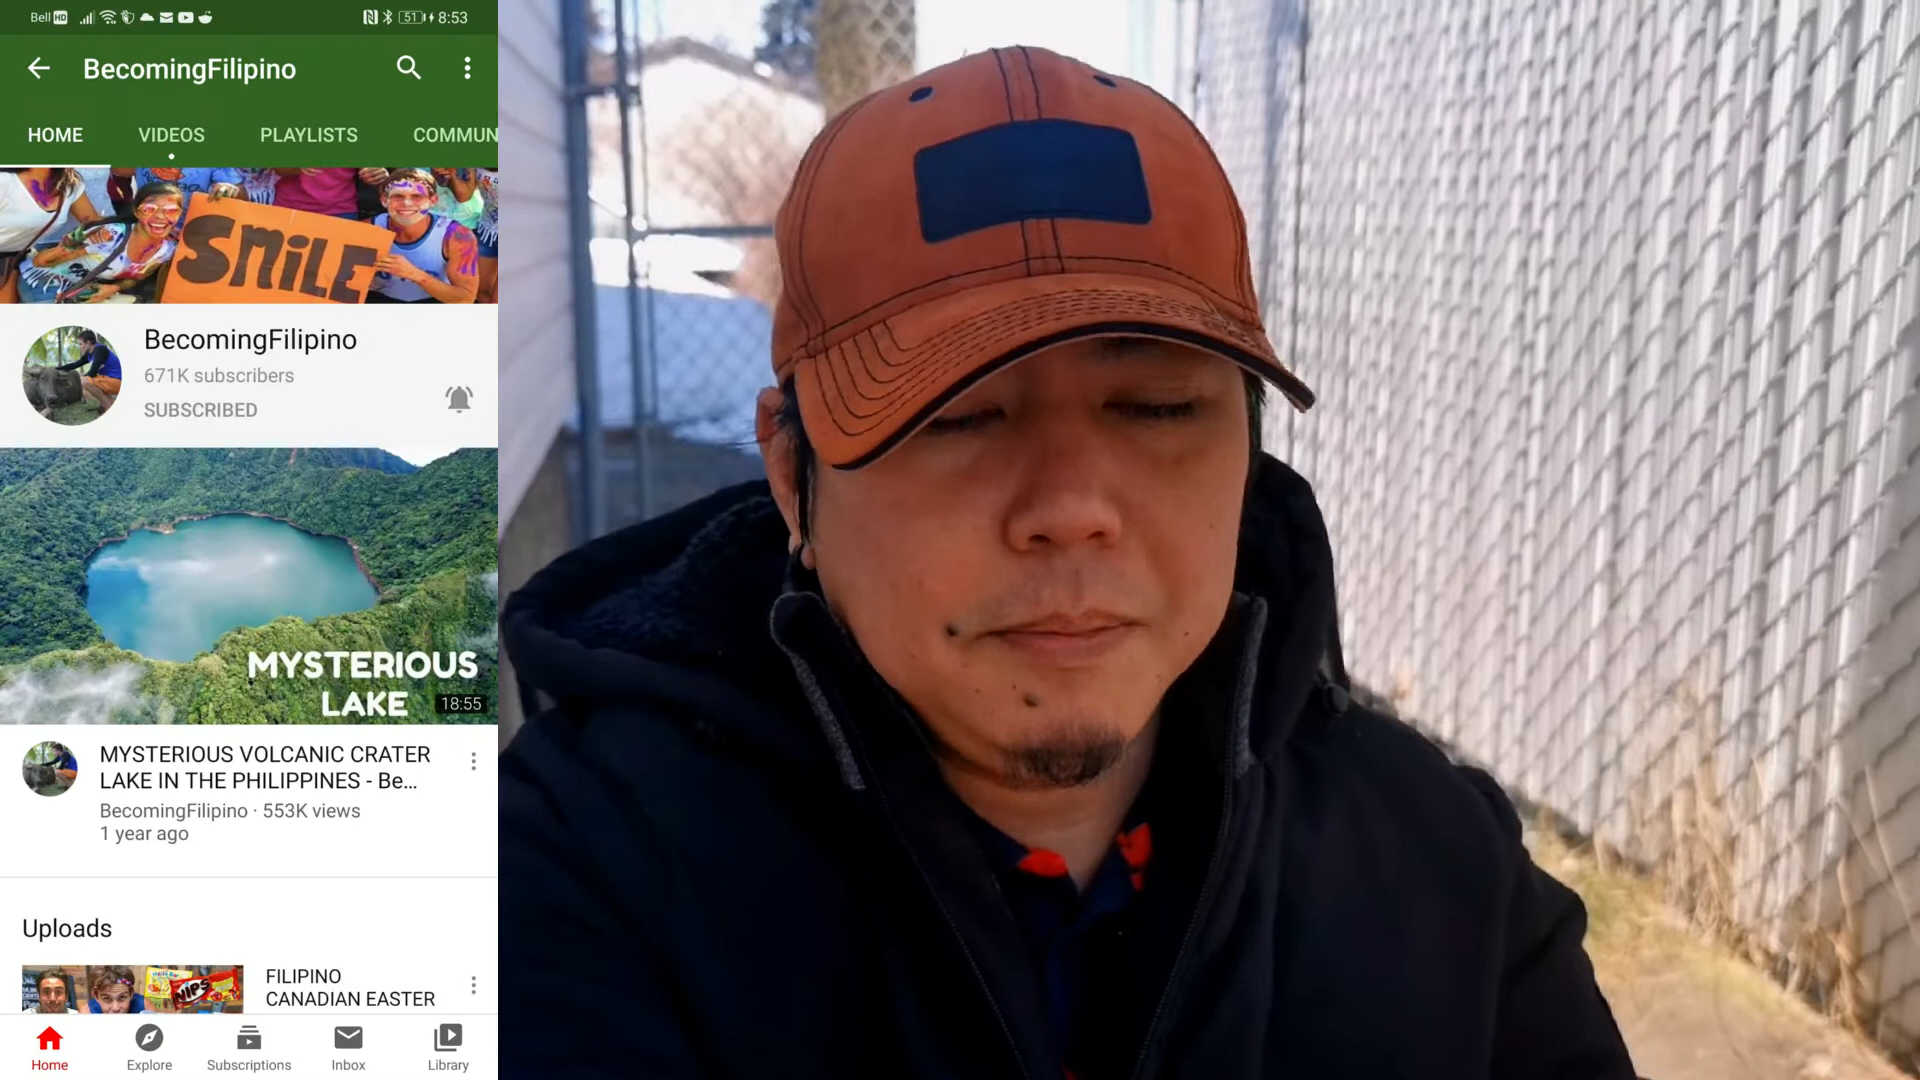 Bell HD 51 8:53
BecomingFilipino
HOME VIDEOS PLAYLISTS COMMUN
SMiLE
BecomingFilipino
671K subscribers
SUBSCRIBED
MYSTERIOUS
LAKE
18:55
MYSTERIOUS VOLCANIC CRATER
LAKE IN THE PHILIPPINES - Be...
BecomingFilipino · 553K views
1 year ago
Uploads
NIPS
FILIPINO
CANADIAN EASTER
Home Explore Subscriptions Inbox Library